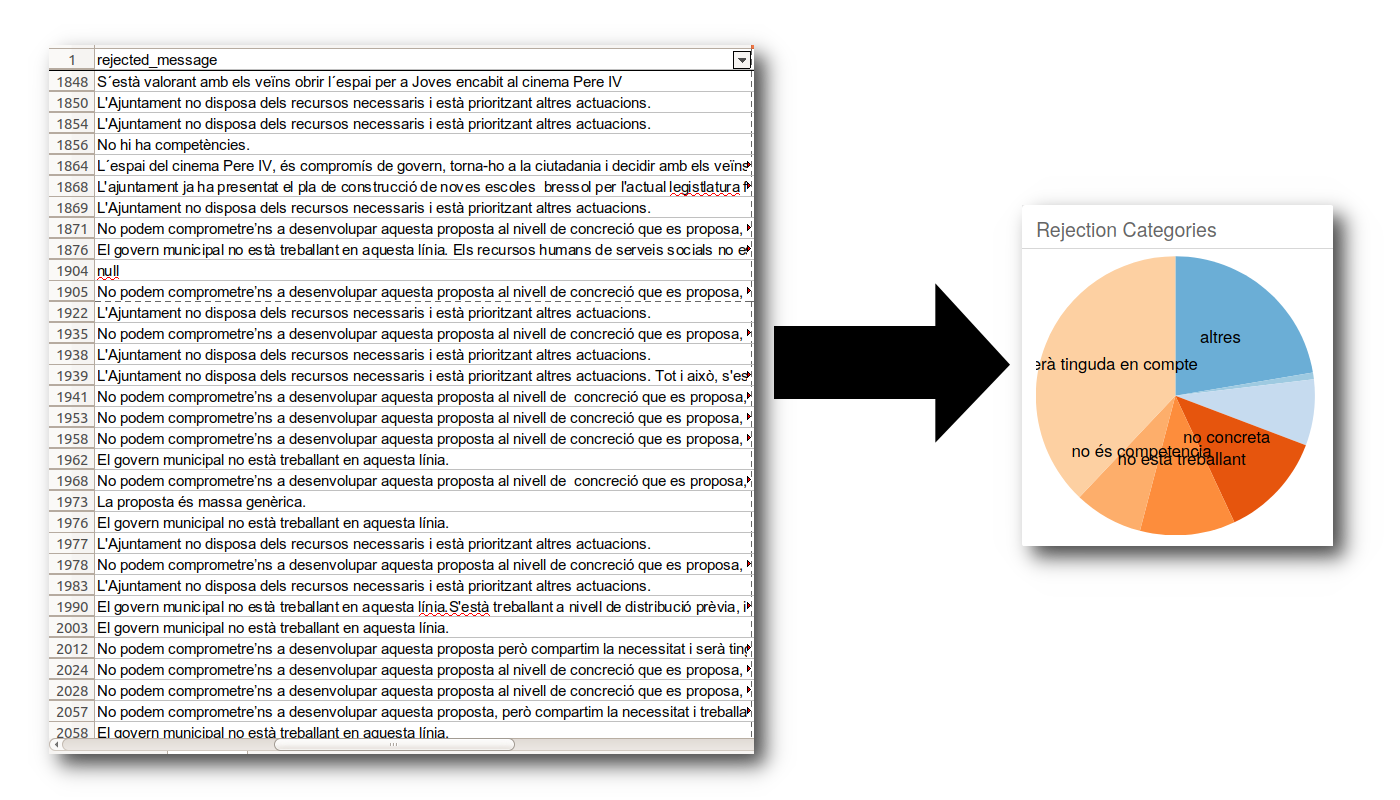 1 rejected_message
1848 S´està valorant amb els veïns obrir l´espai per a Joves encabit al cinema Pere IV
1850 L'Ajuntament no disposa dels recursos necessaris i està prioritzant altres actuacions.
1854 L'Ajuntament no disposa dels recursos necessaris i està prioritzant altres actuacions.
1856 No hi ha competències.
1864 L´espai del cinema Pere IV, és compromís de govern, torna-ho a la ciutadania i decidir amb els veïns
1868 L'ajuntament ja ha presentat el pla de construcció de noves escoles bressol per l'actual legistlatura
1869 L'Ajuntament no disposa dels recursos necessaris i està prioritzant altres actuacions.
1871 No podem comprometre’ns a desenvolupar aquesta proposta al nivell de concreció que es proposa,
1876 El govern municipal no està treballant en aquesta línia. Els recursos humans de serveis socials no
1904 null
1905 No podem comprometre’ns a desenvolupar aquesta proposta al nivell de concreció que es proposa,
1922 L'Ajuntament no disposa dels recursos necessaris i està prioritzant altres actuacions.
1935 No podem comprometre’ns a desenvolupar aquesta proposta al nivell de concreció que es proposa,
1938 L'Ajuntament no disposa dels recursos necessaris i està prioritzant altres actuacions.
1939 L'Ajuntament no disposa dels recursos necessaris i està prioritzant altres actuacions. Tot i això, s'es
1941 No podem comprometre’ns a desenvolupar aquesta proposta al nivell de concreció que es proposa,
1953 No podem comprometre’ns a desenvolupar aquesta proposta al nivell de concreció que es proposa,
1958 No podem comprometre’ns a desenvolupar aquesta proposta al nivell de concreció que es proposa,
1962 El govern municipal no està treballant en aquesta línia.
1968 No podem comprometre’ns a desenvolupar aquesta proposta al nivell de concreció que es proposa,
1973 La proposta és massa genèrica.
1976 El govern municipal no està treballant en aquesta línia.
1977 L'Ajuntament no disposa dels recursos necessaris i està prioritzant altres actuacions.
1978 No podem comprometre’ns a desenvolupar aquesta proposta al nivell de concreció que es proposa,
1983 L'Ajuntament no disposa dels recursos necessaris i està prioritzant altres actuacions.
1990 El govern municipal no està treballant en aquesta línia.S'està treballant a nivell de distribució prèvia, i
2003 El govern municipal no està treballant en aquesta línia.
2012 No podem comprometre’ns a desenvolupar aquesta proposta però compartim la necessitat i serà
2024 No podem comprometre’ns a desenvolupar aquesta proposta al nivell de concreció que es proposa,
2028 No podem comprometre’ns a desenvolupar aquesta proposta al nivell de concreció que es proposa,
2057 No podem comprometre’ns a desenvolupar aquesta proposta, però compartim la necessitat i treballa
2058 El govern municipal no està treballant en aquesta línia.
Rejection Categories
altres
erà tinguda en compte
no concreta
no és competencia
no està treballant